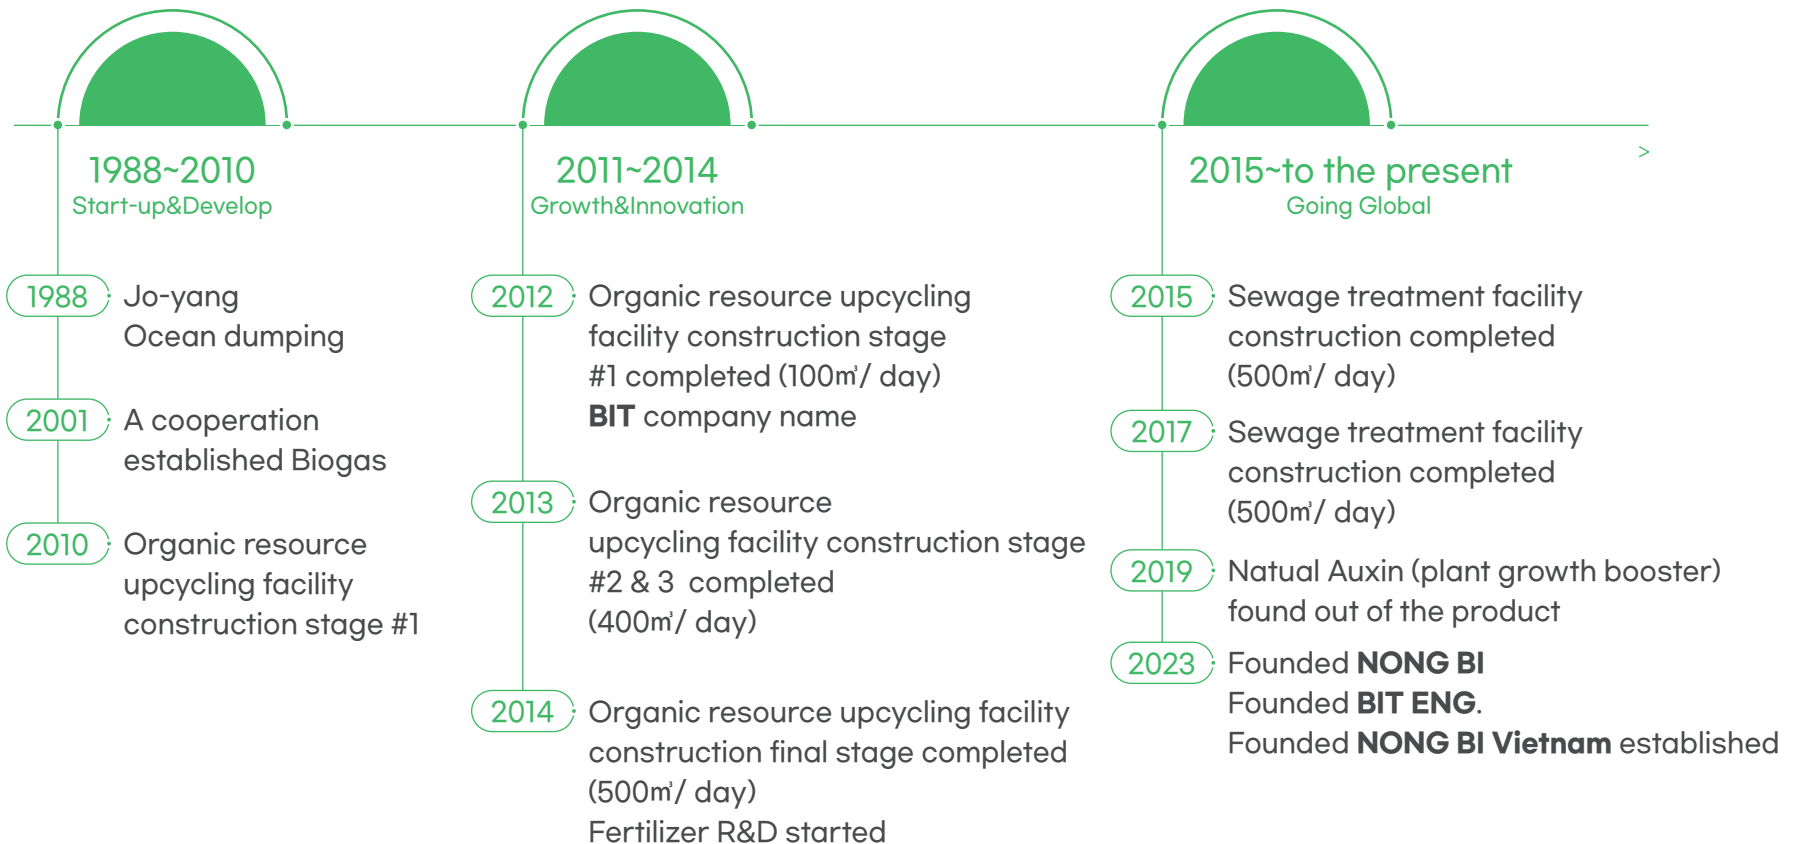 1988~2010
Start-up&Develop
1988
Jo-yang
Ocean dumping
2001
A cooperation
established Biogas
2010
Organic resource
upcycling facility
construction stage #1
2011~2014
Growth&Innovation
2012
Organic resource upcycling
facility construction stage
#1 completed (100㎥/ day)
BIT company name
2013
Organic resource
upcycling facility construction stage
#2 & 3 completed
(400㎥/ day)
2014
Organic resource upcycling facility
construction final stage completed
(500㎥/ day)
Fertilizer R&D started
2015~to the present
Going Global
>
2015
Sewage treatment facility
construction completed
(500㎥/ day)
2017
Sewage treatment facility
construction completed
(500㎥/ day)
2019
Natual Auxin (plant growth booster)
found out of the product
2023
Founded NONG BI
Founded BIT ENG.
Founded NONG BI Vietnam established